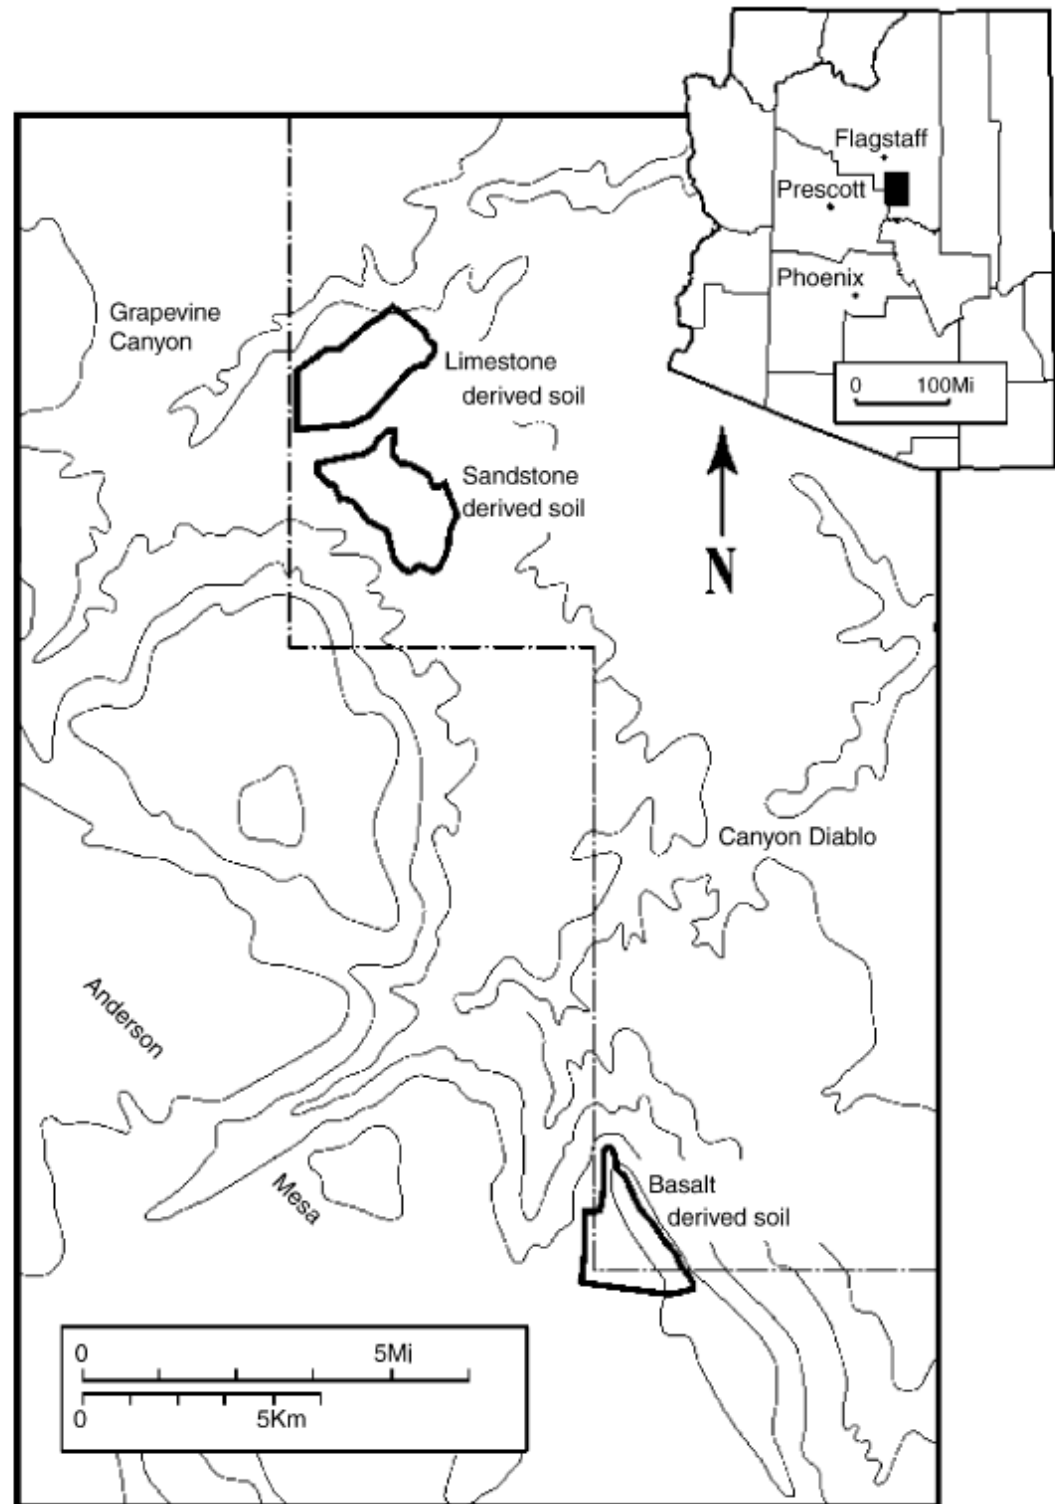 Flagstaff
Prescott
Phoenix
0 100Mi
Grapevine
Canyon
Limestone
derived soil
Sandstone
derived soil
N
Canyon Diablo
Anderson
Mesa
Basalt
derived soil
0 5Mi
0 5Km